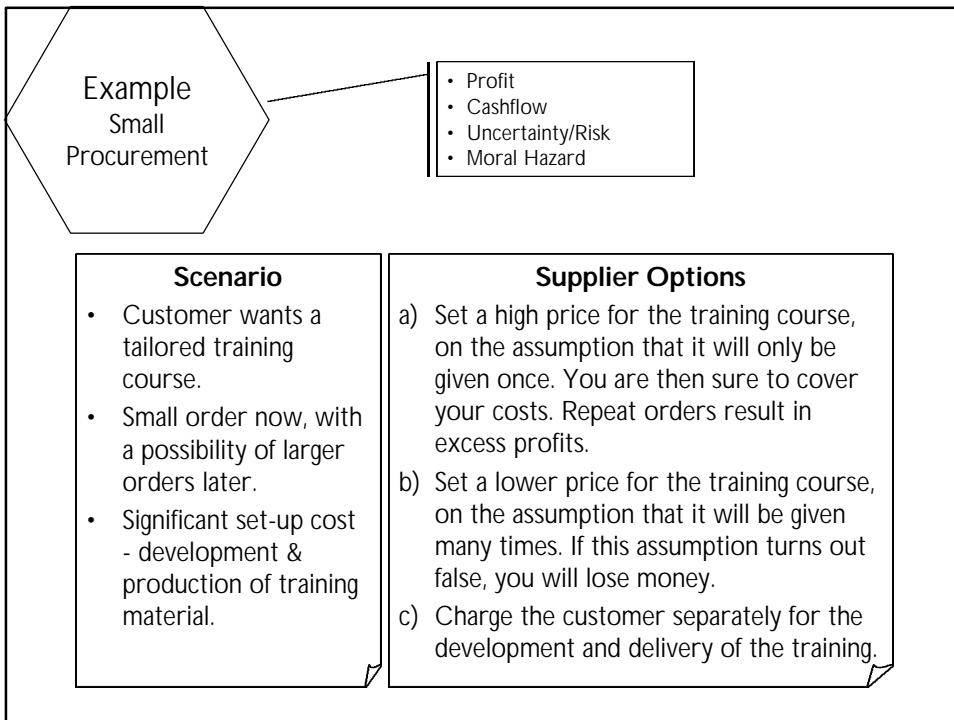 Example
Small
Procurement
• Profit
• Cashflow
• Uncertainty/Risk
• Moral Hazard
Scenario
• Customer wants a
tailored training
course.
• Small order now, with
a possibility of larger
orders later.
• Significant set-up cost
- development &
production of training
material.
Supplier Options
a) Set a high price for the training course,
on the assumption that it will only be
given once. You are then sure to cover
your costs. Repeat orders result in
excess profits.
b) Set a lower price for the training course,
on the assumption that it will be given
many times. If this assumption turns out
false, you will lose money.
c) Charge the customer separately for the
development and delivery of the training.